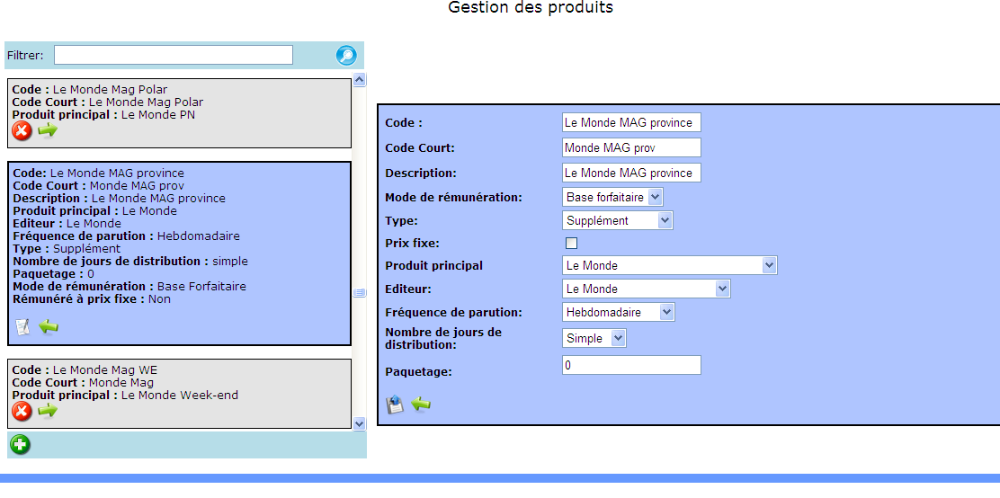 Gestion des produits
Filtrer:
Code : Le Monde Mag Polar
Code Court : Le Monde Mag Polar
Produit principal : Le Monde PN
Code: Le Monde MAG province
Code Court : Monde MAG prov
Description : Le Monde MAG province
Produit principal : Le Monde
Editeur : Le Monde
Fréquence de parution : Hebdomadaire
Type : Supplément
Nombre de jours de distribution : simple
Paquetage : 0
Mode de rémunération : Base Forfaitaire
Rémunéré à prix fixe : Non
Code : Le Monde Mag WE
Code Court : Monde Mag
Produit principal : Le Monde Week-end
Code : Le Monde MAG province
Code Court: Monde MAG prov
Description: Le Monde MAG province
Mode de rémunération: Base forfaitaire
Type: Supplément
Prix fixe:
Produit principal Le Monde
Editeur: Le Monde
Fréquence de parution: Hebdomadaire
Nombre de jours de
distribution: Simple
Paquetage: 0